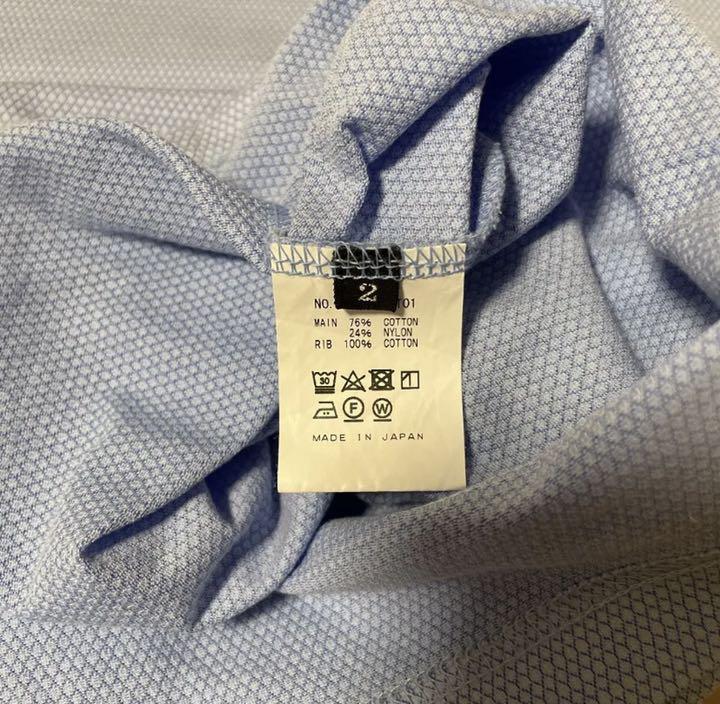 2
NO. T01
MAIN 76% COTTON
24% NYLON
RIB 100% COTTON
30
F W
MADE IN JAPAN